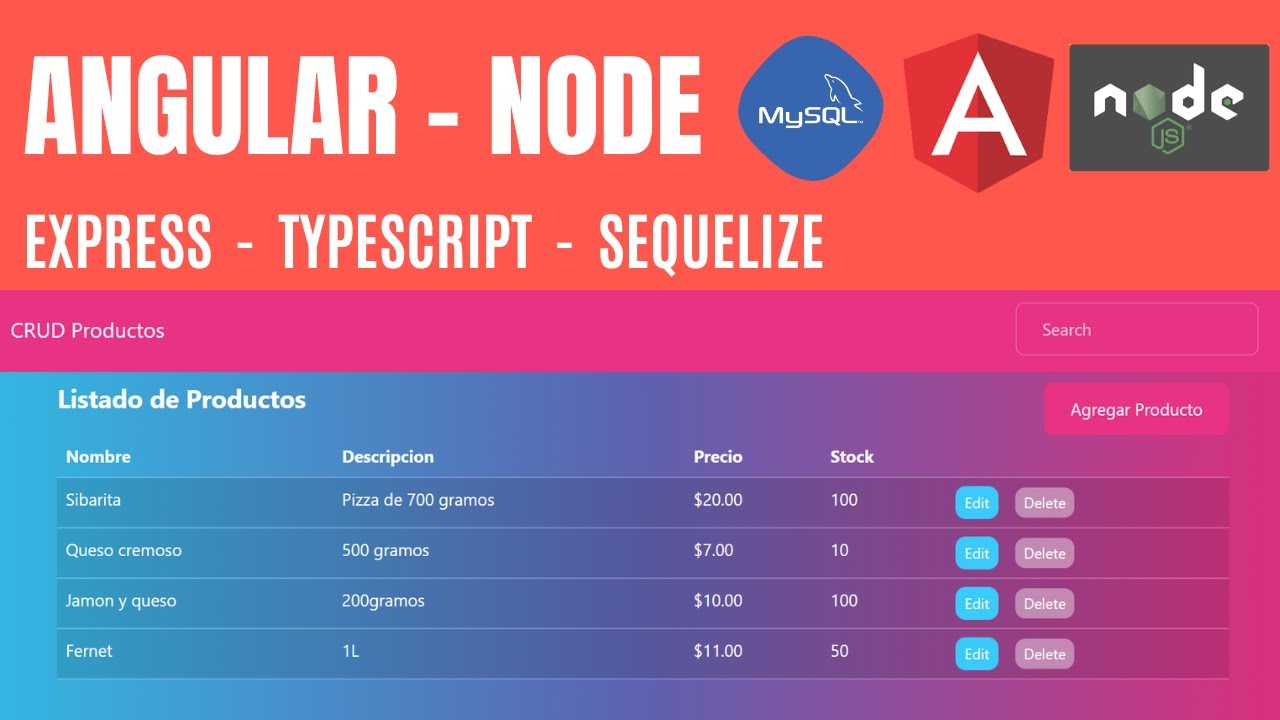 ANGULAR - NODE
MySQL
A
node
JS
EXPRESS - TYPESCRIPT - SEQUELIZE
CRUD Productos
Search
Listado de Productos
Agregar Producto
Nombre Descripcion Precio Stock
Sibarita Pizza de 700 gramos $20.00 100 Edit Delete
Queso cremoso 500 gramos $7.00 10 Edit Delete
Jamon y queso 200gramos $10.00 100 Edit Delete
Fernet 1L $11.00 50 Edit Delete